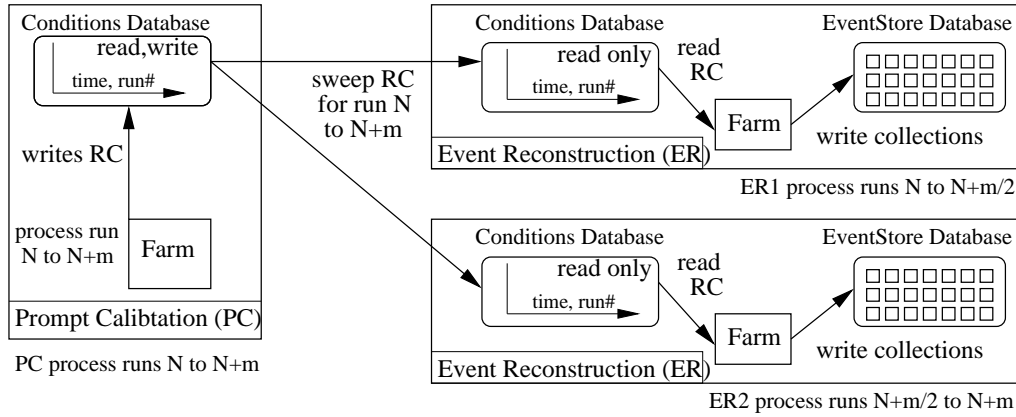 Conditions Database
read,write
time, run#
writes RC
process run
N to N+m
Farm
Prompt Calibtation (PC)
PC process runs N to N+m
sweep RC
for run N
to N+m
Conditions Database
read only
time, run#
read
RC
Farm
EventStore Database
write collections
Event Reconstruction (ER)
ER1 process runs N to N+m/2
Conditions Database
read only
time, run#
read
RC
Farm
EventStore Database
write collections
Event Reconstruction (ER)
ER2 process runs N+m/2 to N+m